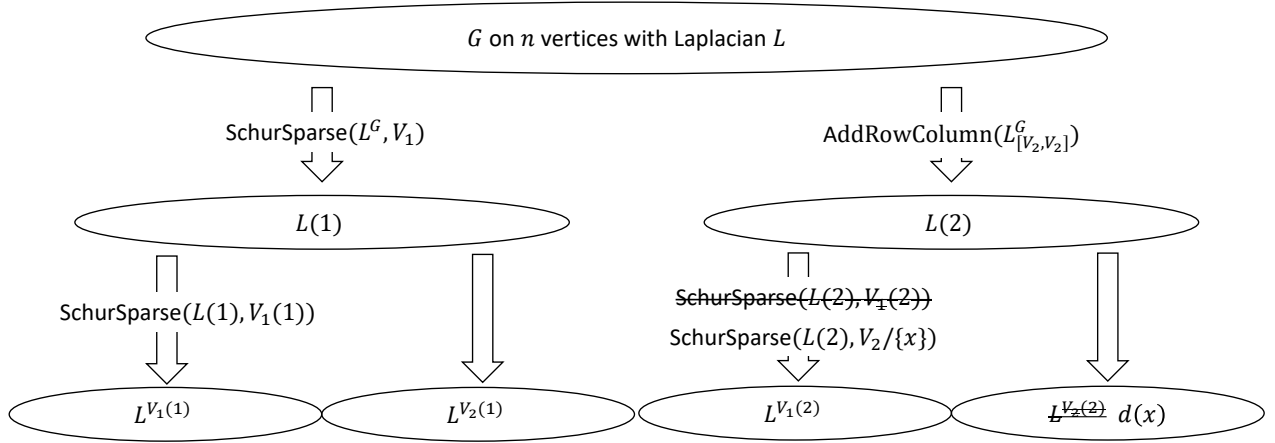 G on n vertices with Laplacian L
SchurSparse(L^G, V_1)
AddRowColumn(L^G_{[V_2,V_2]})
L(1)
L(2)
SchurSparse(L(1), V_1(1))
SchurSparse(L(2), V_1(2))
SchurSparse(L(2), V_2/{x})
L^{V_1(1)}
L^{V_2(1)}
L^{V_1(2)}
L^{V_2(2)} d(x)